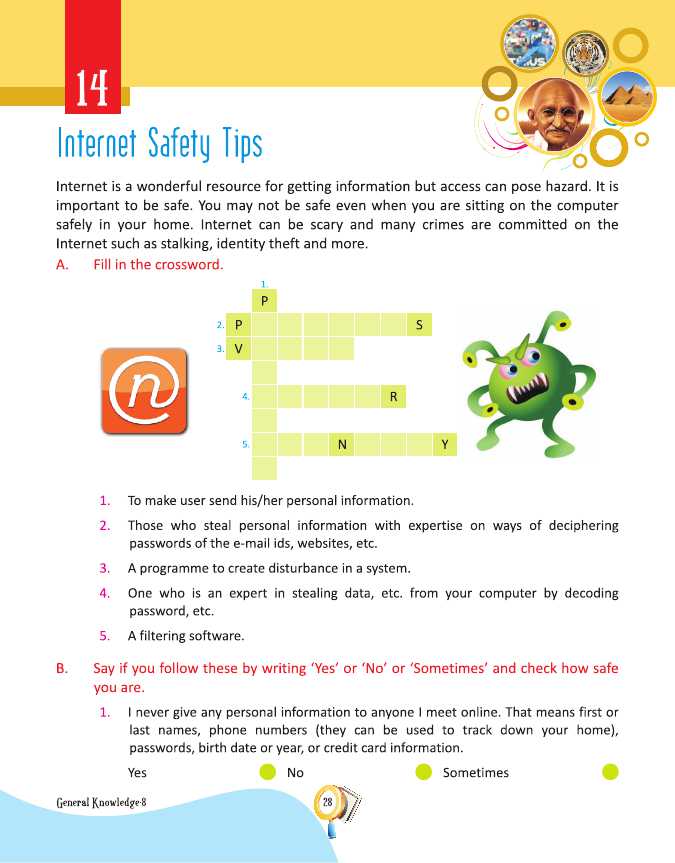 14
Internet Safety Tips
Internet is a wonderful resource for getting information but access can pose hazard. It is
important to be safe. You may not be safe even when you are sitting on the computer
safely in your home. Internet can be scary and many crimes are committed on the
Internet such as stalking, identity theft and more.
A. Fill in the crossword.
1.
P
2. P S
3. V
4. R
5. N Y
1. To make user send his/her personal information.
2. Those who steal personal information with expertise on ways of deciphering
passwords of the e-mail ids, websites, etc.
3. A programme to create disturbance in a system.
4. One who is an expert in stealing data, etc. from your computer by decoding
password, etc.
5. A filtering software.
B. Say if you follow these by writing ‘Yes’ or ‘No’ or ‘Sometimes’ and check how safe
you are.
1. I never give any personal information to anyone I meet online. That means first or
last names, phone numbers (they can be used to track down your home),
passwords, birth date or year, or credit card information.
Yes No Sometimes
General Knowledge-8
28